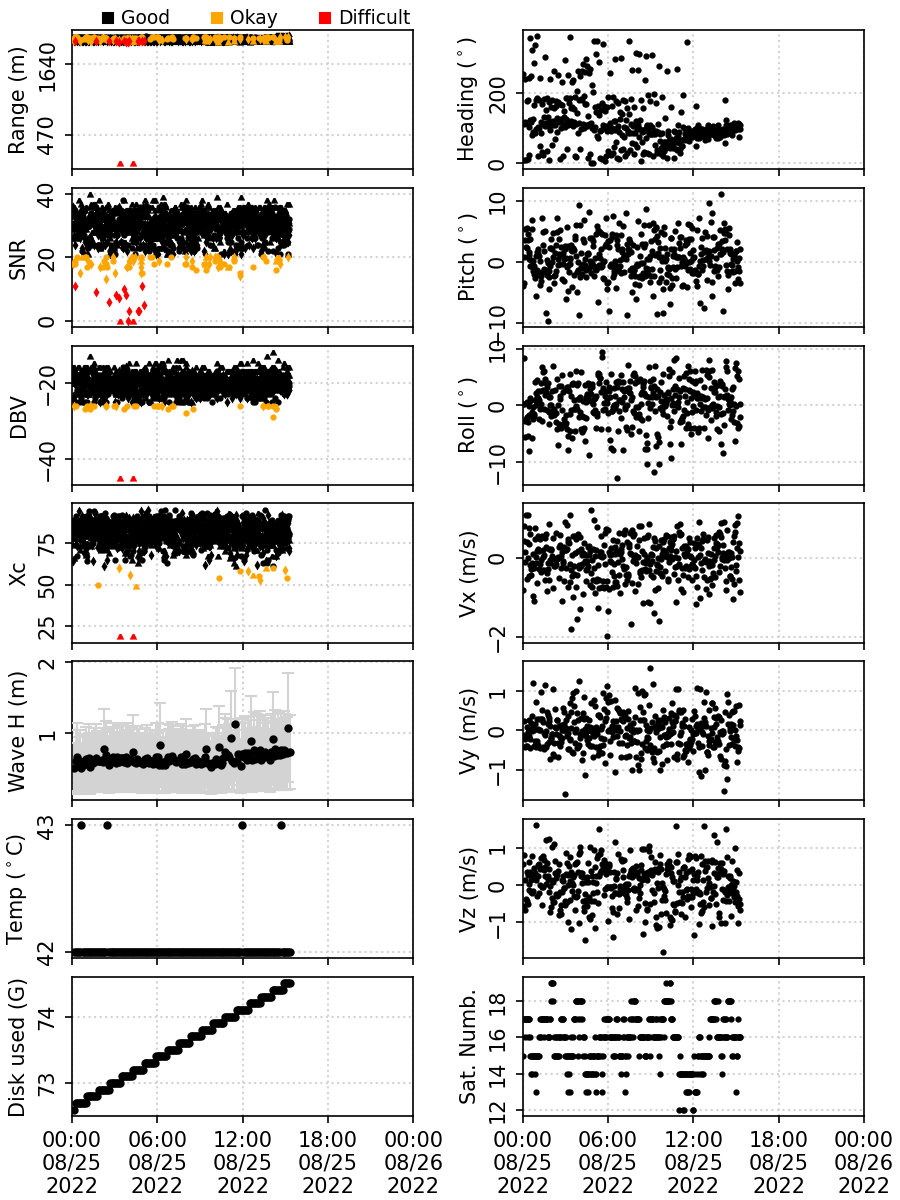 Good Okay Difficult
Range (m)
1640
470
Heading (°)
200
0
SNR
40
20
0
Pitch (°)
10
0
−10
DBV
−20
−40
Roll (°)
10
0
−10
Xc
75
50
25
Vx (m/s)
0
−2
Wave H (m)
2
1
Vy (m/s)
1
0
−1
Temp (°C)
43
42
Vz (m/s)
1
0
−1
Disk used (G)
74
73
Sat. Numb.
18
16
14
12
00:00 06:00 12:00 18:00 00:00
08/25 08/25 08/25 08/25 08/26
2022 2022 2022 2022 2022
00:00 06:00 12:00 18:00 00:00
08/25 08/25 08/25 08/25 08/26
2022 2022 2022 2022 2022